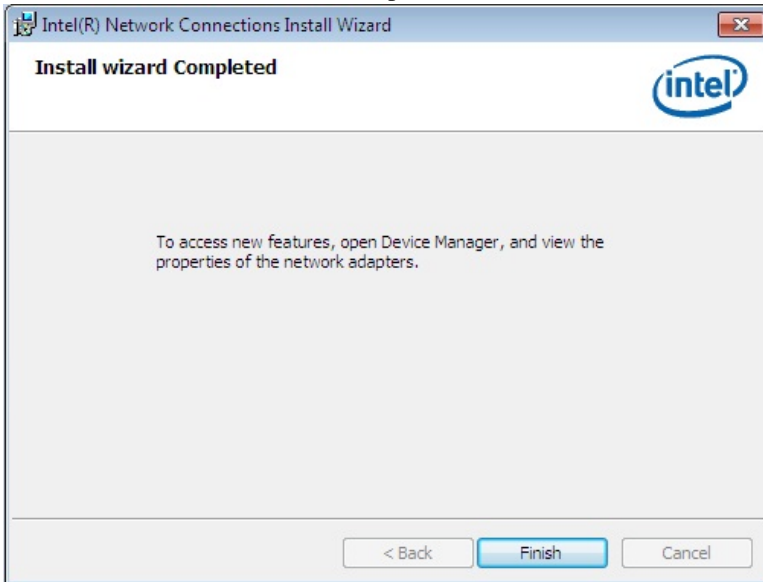 Intel(R) Network Connections Install Wizard
Install wizard Completed
intel
To access new features, open Device Manager, and view the
properties of the network adapters.
< Back
Finish
Cancel